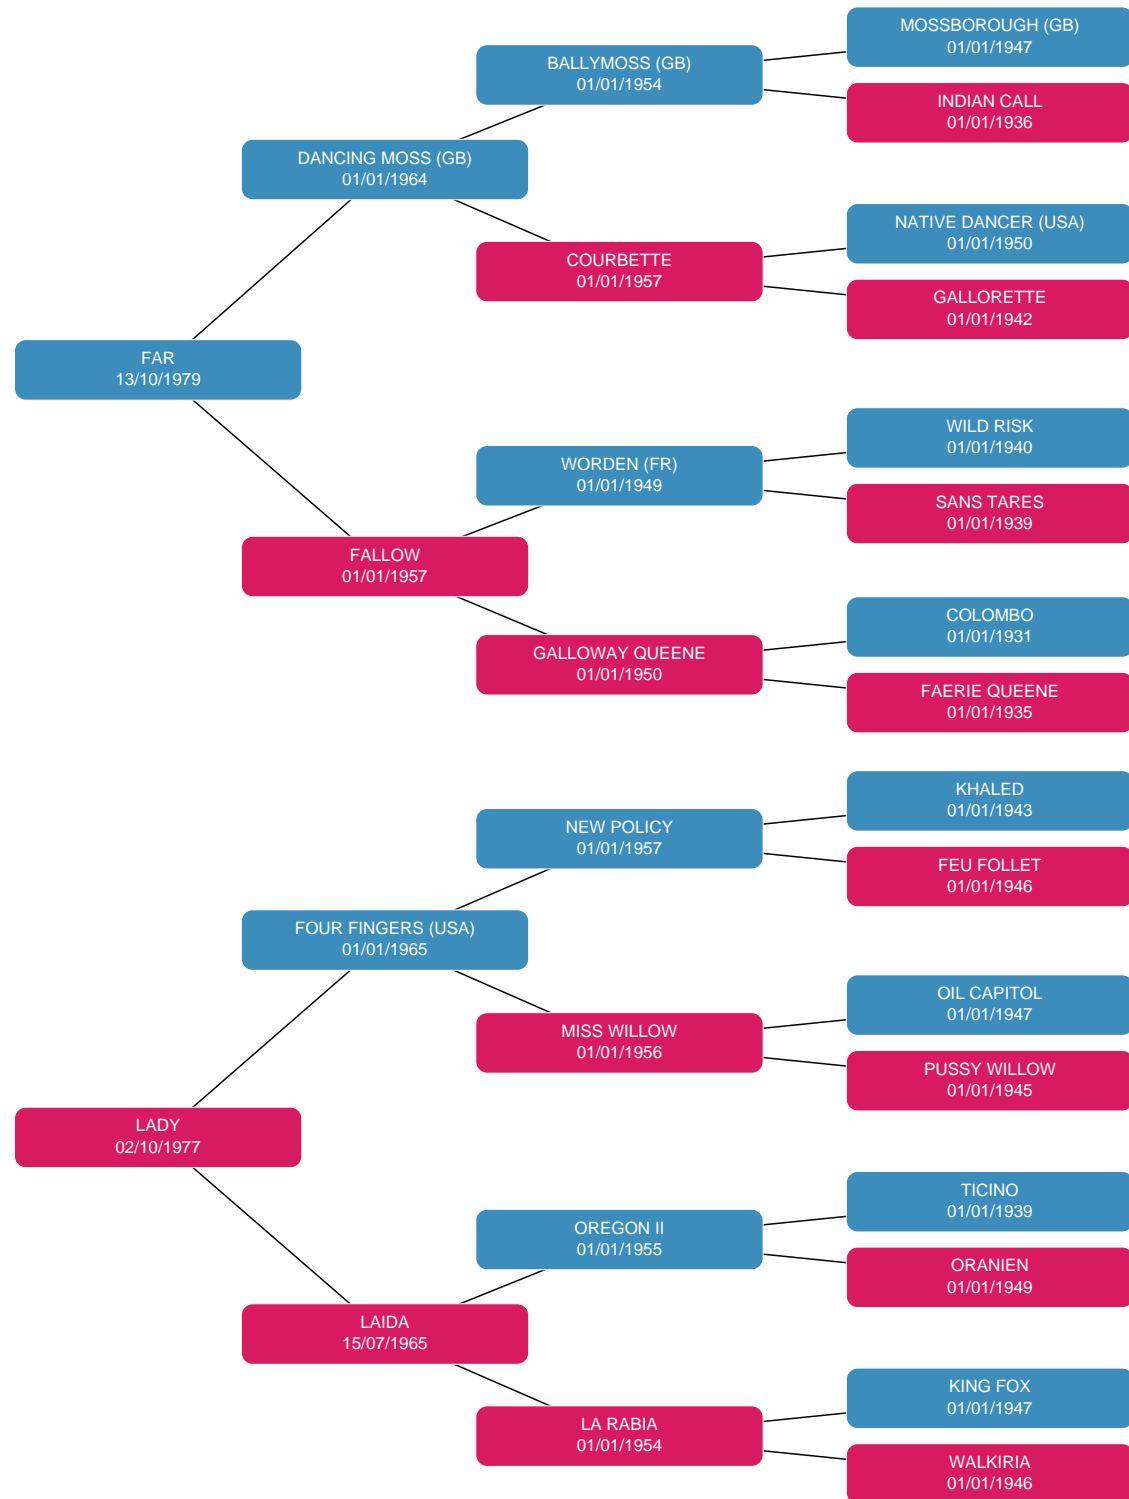 MOSSBOROUGH (GB)
01/01/1947
BALLYMOSS (GB)
01/01/1954
INDIAN CALL
01/01/1936
DANCING MOSS (GB)
01/01/1964
NATIVE DANCER (USA)
01/01/1950
COURBETTE
01/01/1957
GALLORETTE
01/01/1942
FAR
13/10/1979
WILD RISK
01/01/1940
WORDEN (FR)
01/01/1949
SANS TARES
01/01/1939
FALLOW
01/01/1957
COLOMBO
01/01/1931
GALLOWAY QUEENE
01/01/1950
FAERIE QUEENE
01/01/1935
KHALED
01/01/1943
NEW POLICY
01/01/1957
FEU FOLLET
01/01/1946
FOUR FINGERS (USA)
01/01/1965
OIL CAPITOL
01/01/1947
MISS WILLOW
01/01/1956
PUSSY WILLOW
01/01/1945
LADY
02/10/1977
TICINO
01/01/1939
OREGON II
01/01/1955
ORANIEN
01/01/1949
LAIDA
15/07/1965
KING FOX
01/01/1947
LA RABIA
01/01/1954
WALKIRIA
01/01/1946